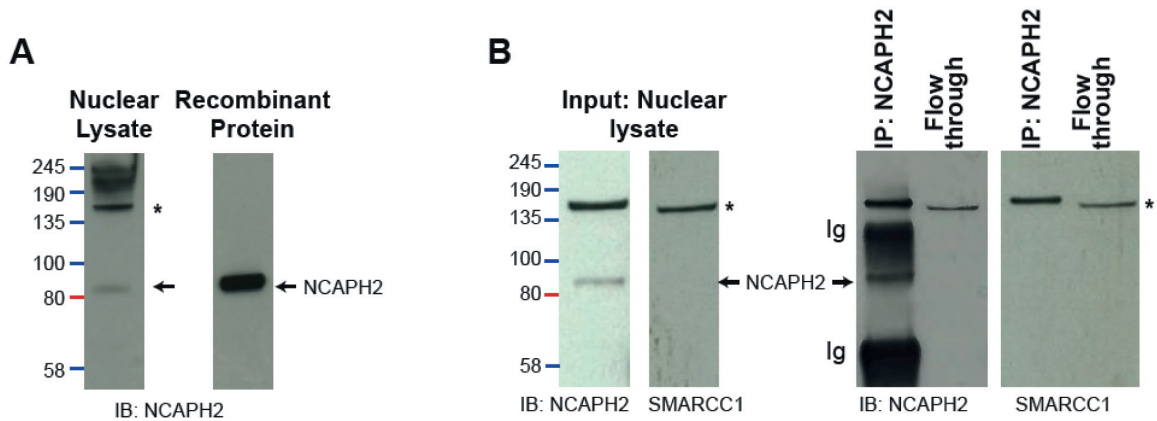 A
Nuclear
Lysate
Recombinant
Protein
245
190
135
100
80
58
*
NCAPH2
IB: NCAPH2
B
Input: Nuclear
lysate
245
190
135
100
80
58
*
NCAPH2
IB: NCAPH2
SMARCC1
IP: NCAPH2
Flow
through
IP: NCAPH2
Flow
through
Ig
Ig
*
IB: NCAPH2
SMARCC1